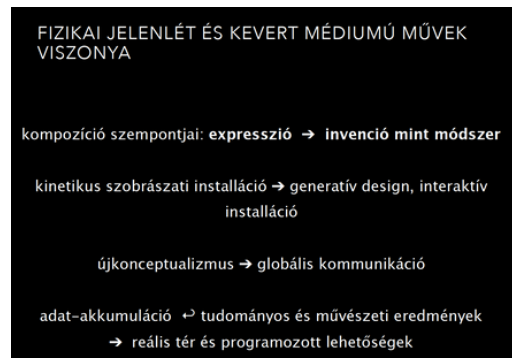 FIZIKAI JELENLÉT ÉS KEVERT MÉDIUMÚ MŰVEK
VISZONYA
kompozíció szempontjai: expresszió → invenció mint módszer
kinetikus szobrászati installáció → generatív design, interaktív
installáció
újkonceptualizmus → globális kommunikáció
adat-akkumuláció ↩ tudományos és művészeti eredmények
→ reális tér és programozott lehetőségek